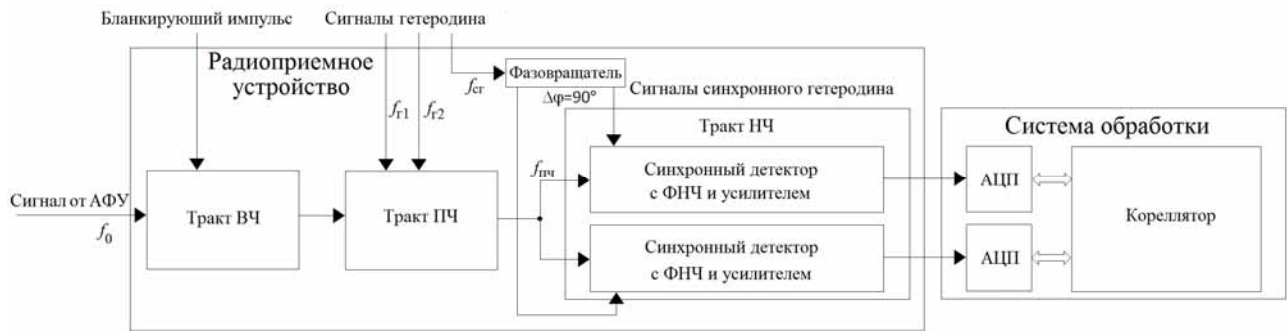 Бланкируюший импульс
Сигналы гетеродина
Радиоприемное
устройство
fсг
Фазовращатель
Δφ=90°
Сигналы синхронного гетеродина
fг1
fг2
Тракт НЧ
Система обработки
Сигнал от АФУ
f0
Тракт ВЧ
Тракт ПЧ
fпч
Синхронный детектор
с ФНЧ и усилителем
АЦП
Кореллятор
Синхронный детектор
с ФНЧ и усилителем
АЦП